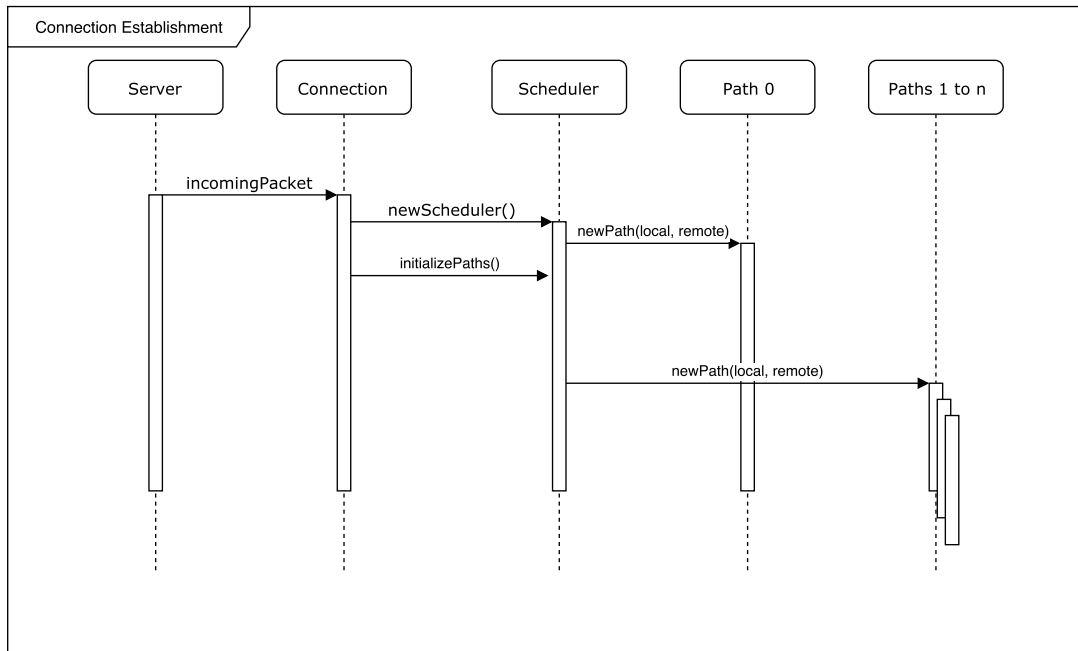 Connection Establishment
Server
Connection
Scheduler
Path 0
Paths 1 to n
incomingPacket
newScheduler()
newPath(local, remote)
initializePaths()
newPath(local, remote)